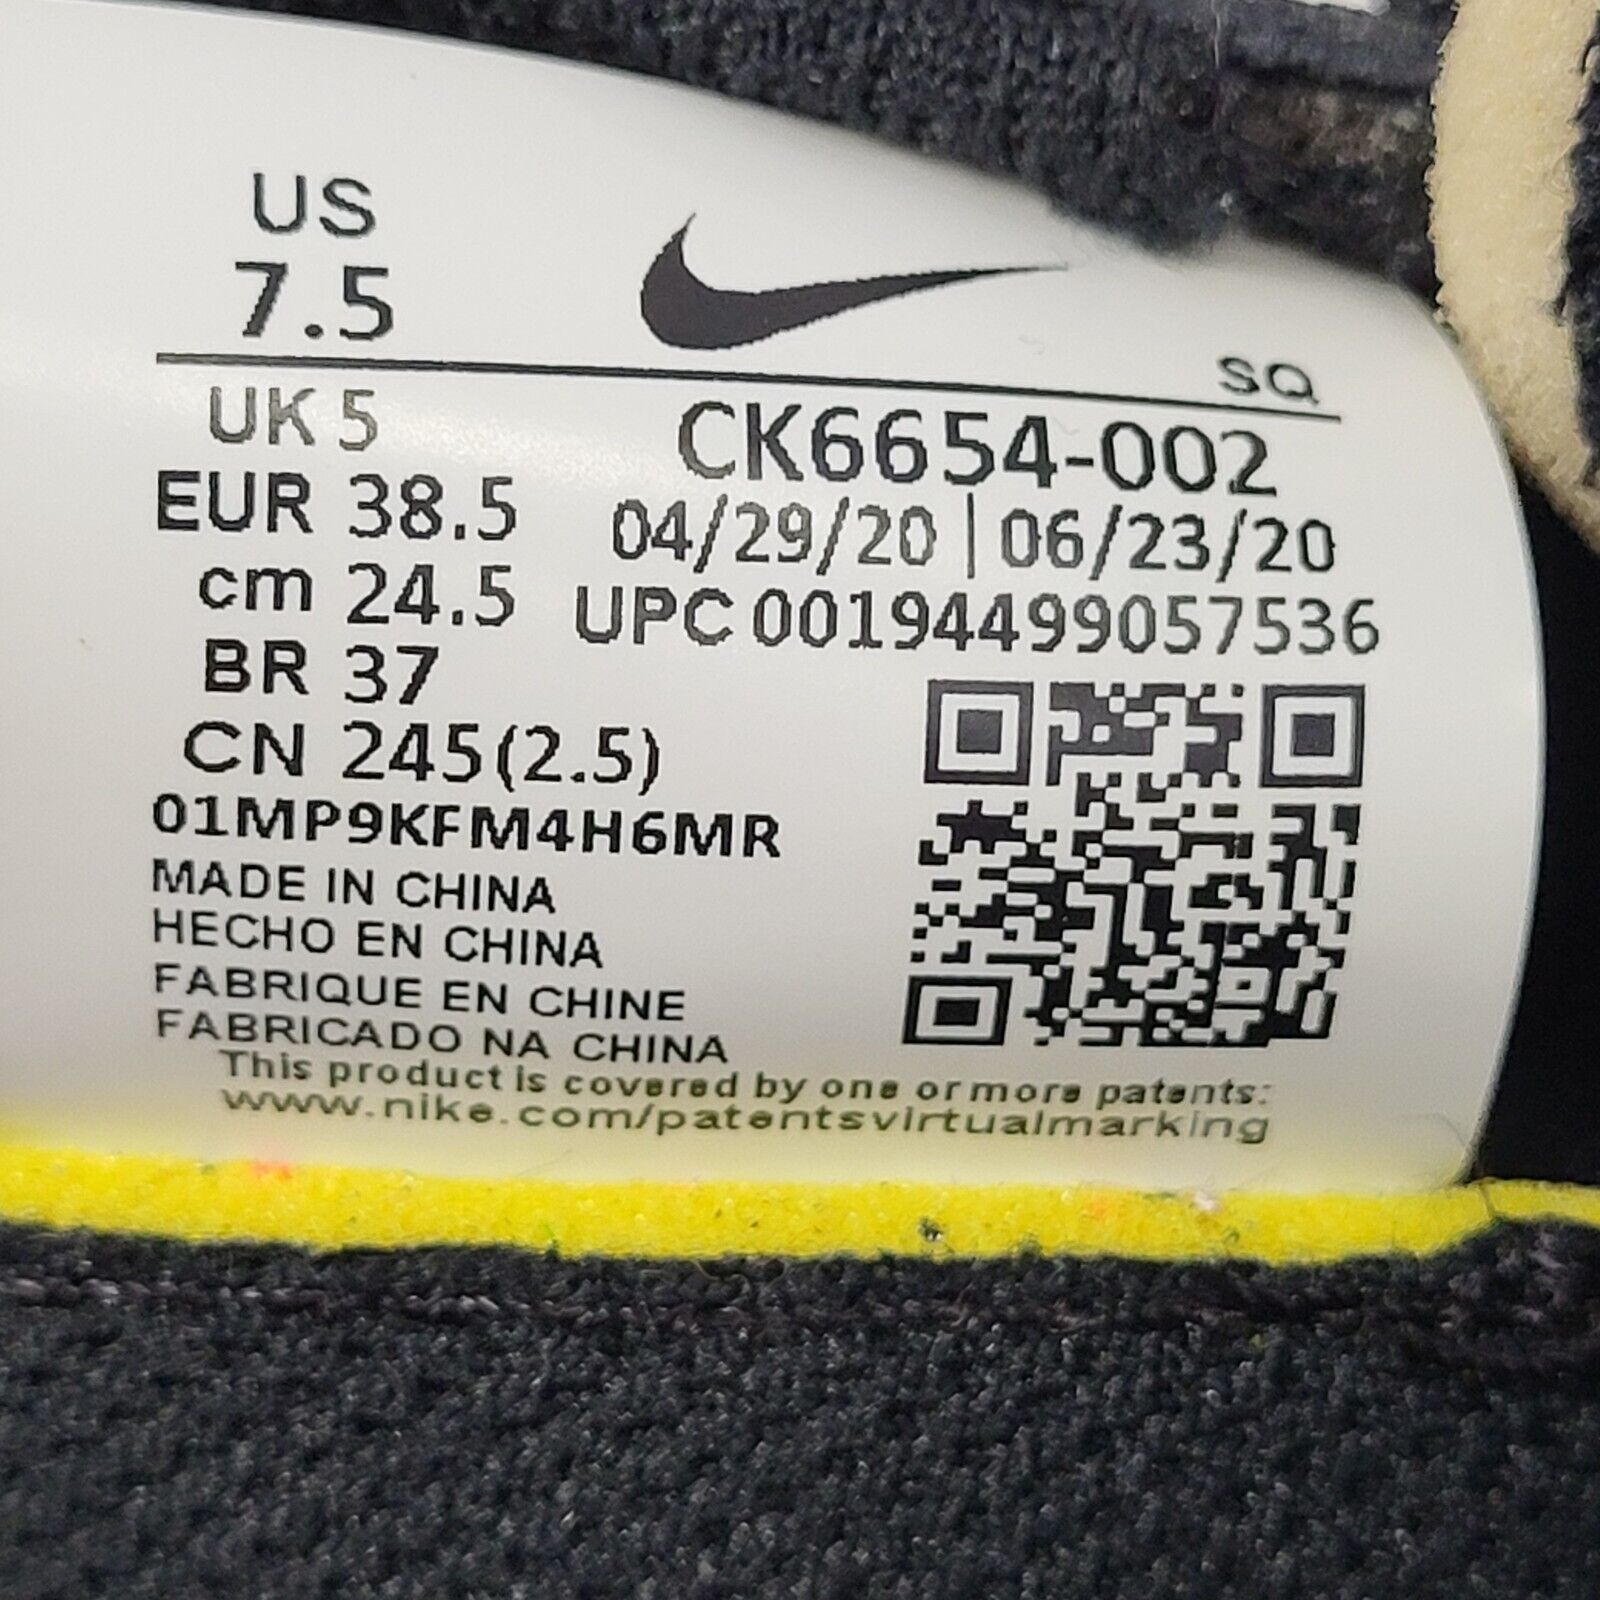 US
7.5
SQ
UK 5
CK6654-002
EUR 38.5
04/29/20 | 06/23/20
cm 24.5
UPC 00194499057536
BR 37
CN 245(2.5)
01MP9KFM4H6MR
MADE IN CHINA
HECHO EN CHINA
FABRIQUE EN CHINE
FABRICADO NA CHINA
This product is covered by one or more patents:
www.nike.com/patentsvirtualmarking